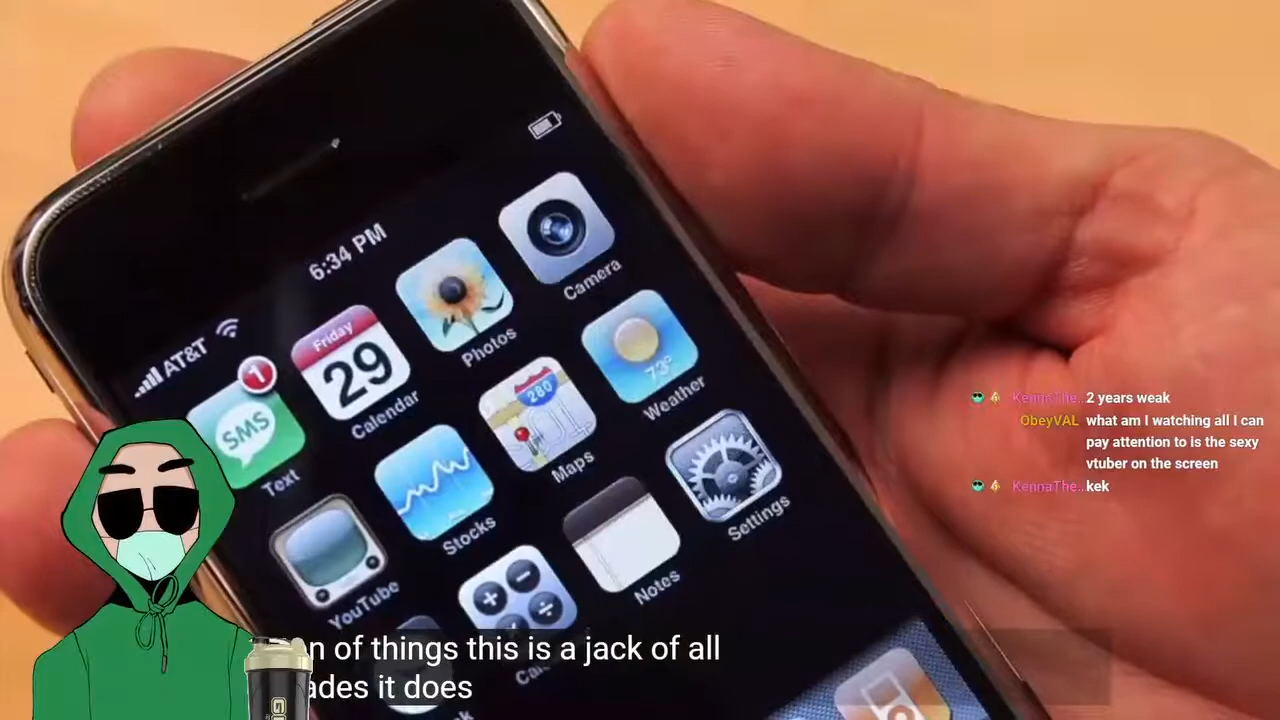 6:34 PM
AT&T
1
SMS
Text
Friday
29
Calendar
Photos
Camera
YouTube
Stocks
280
Maps
73°
Weather
Notes
Settings
KennaThe.. 2 years weak
ObeyVAL what am I watching all I can
pay attention to is the sexy
vtuber on the screen
KennaThe.. kek
of things this is a jack of all
it does